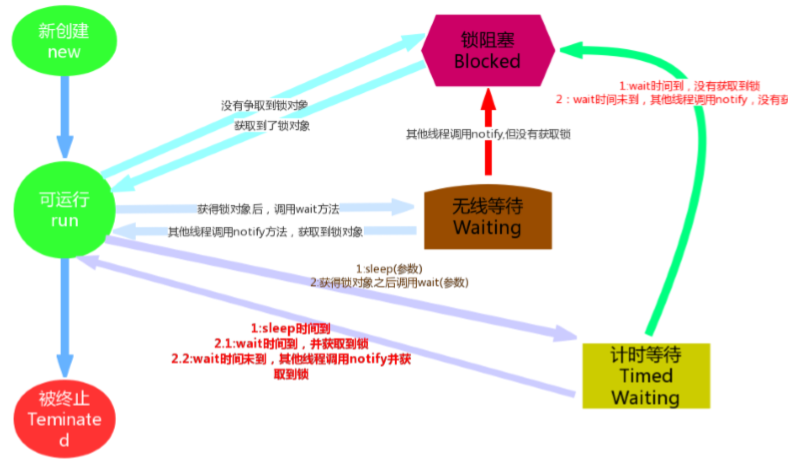 新创建
new
锁阻塞
Blocked
1:wait时间到，没有获取到锁
2：wait时间未到，其他线程调用notify，没有获
没有争取到锁对象
获取到了锁对象
其他线程调用notify,但没有获取锁
可运行
run
获得锁对象后，调用wait方法
其他线程调用notify方法，获取到锁对象
无线等待
Waiting
1:sleep(参数)
2:获得锁对象之后调用wait(参数)
1:sleep时间到
2.1:wait时间到，并获取到锁
2.2:wait时间未到，其他线程调用notify并获
取到锁
计时等待
Timed
Waiting
被终止
Teminate
d